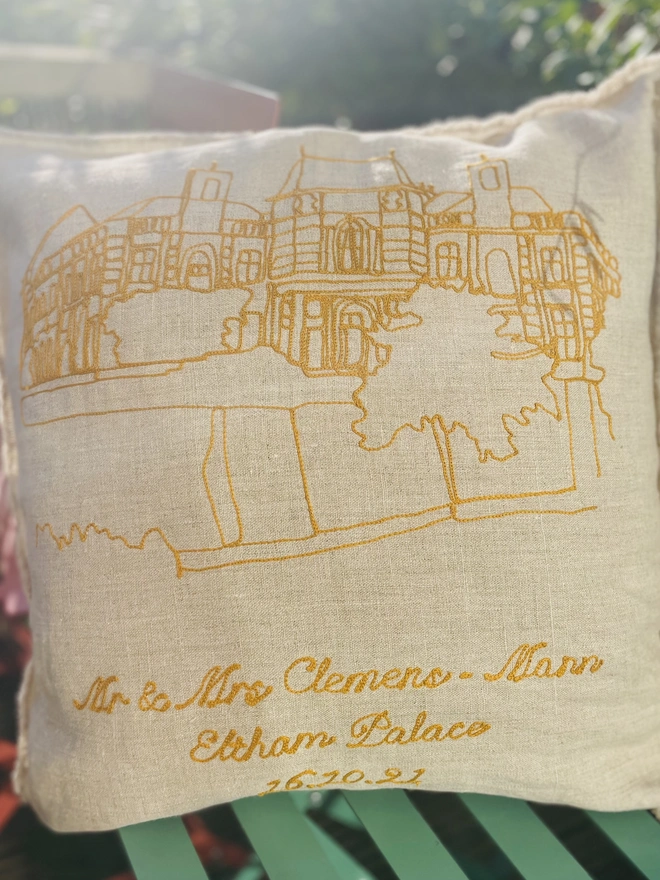 Mr & Mrs Clemens - Mann
Eltham Palace
16.10.21